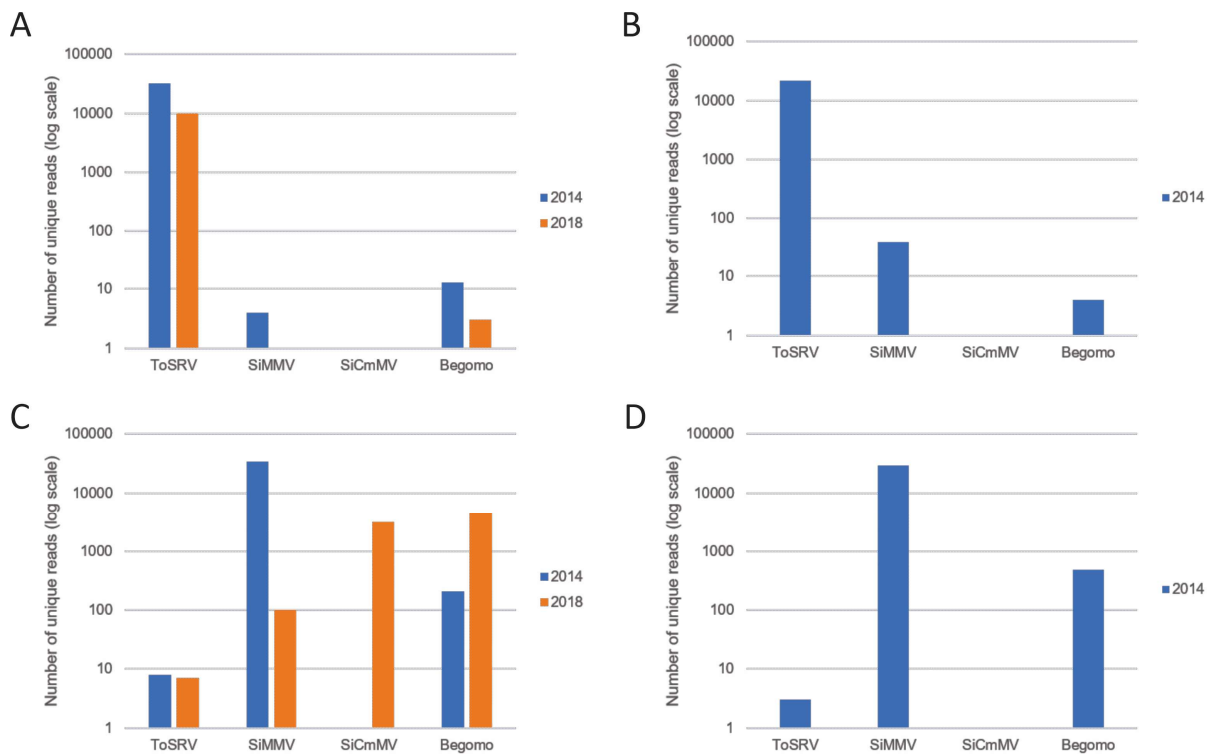 A
Number of unique reads (log scale)
100000
10000
1000
100
10
1
ToSRV SiMMV SiCmMV Begomo
2014
2018
B
Number of unique reads (log scale)
100000
10000
1000
100
10
1
ToSRV SiMMV SiCmMV Begomo
2014
C
Number of unique reads (log scale)
100000
10000
1000
100
10
1
ToSRV SiMMV SiCmMV Begomo
2014
2018
D
Number of unique reads (log scale)
100000
10000
1000
100
10
1
ToSRV SiMMV SiCmMV Begomo
2014